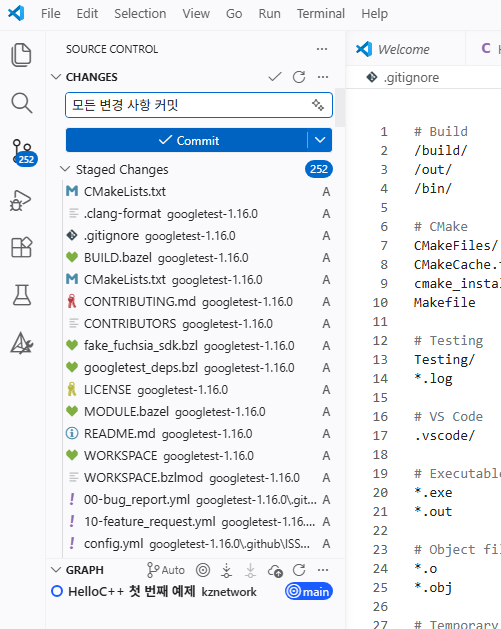 File Edit Selection View Go Run Terminal Help
SOURCE CONTROL
Welcome
CHANGES
.gitignore
모든 변경 사항 커밋
Commit
252
Staged Changes 252
CMakeLists.txt A
.clang-format googletest-1.16.0 A
.gitignore googletest-1.16.0 A
BUILD.bazel googletest-1.16.0 A
CMakeLists.txt googletest-1.16.0 A
CONTRIBUTING.md googletest-1.16.0 A
CONTRIBUTORS googletest-1.16.0 A
fake_fuchsia_sdk.bzl googletest-1.16.0 A
googletest_deps.bzl googletest-1.16.0 A
LICENSE googletest-1.16.0 A
MODULE.bazel googletest-1.16.0 A
README.md googletest-1.16.0 A
WORKSPACE googletest-1.16.0 A
WORKSPACE.bzlmod googletest-1.16.0 A
00-bug_report.yml googletest-1.16.0\.git... A
10-feature_request.yml googletest-1.16.0... A
config.yml googletest-1.16.0\.github\ISS... A
GRAPH Auto
HelloC++ 첫 번째 예제 kznetwork main
1 # Build
2 /build/
3 /out/
4 /bin/
5
6 # CMake
7 CMakeFiles/
8 CMakeCache.
9 cmake_insta
10 Makefile
11
12 # Testing
13 Testing/
14 *.log
15
16 # VS Code
17 .vscode/
18
19 # Executable
20 *.exe
21 *.out
22
23 # Object fil
24 *.o
25 *.obj
26
27 # Temporary